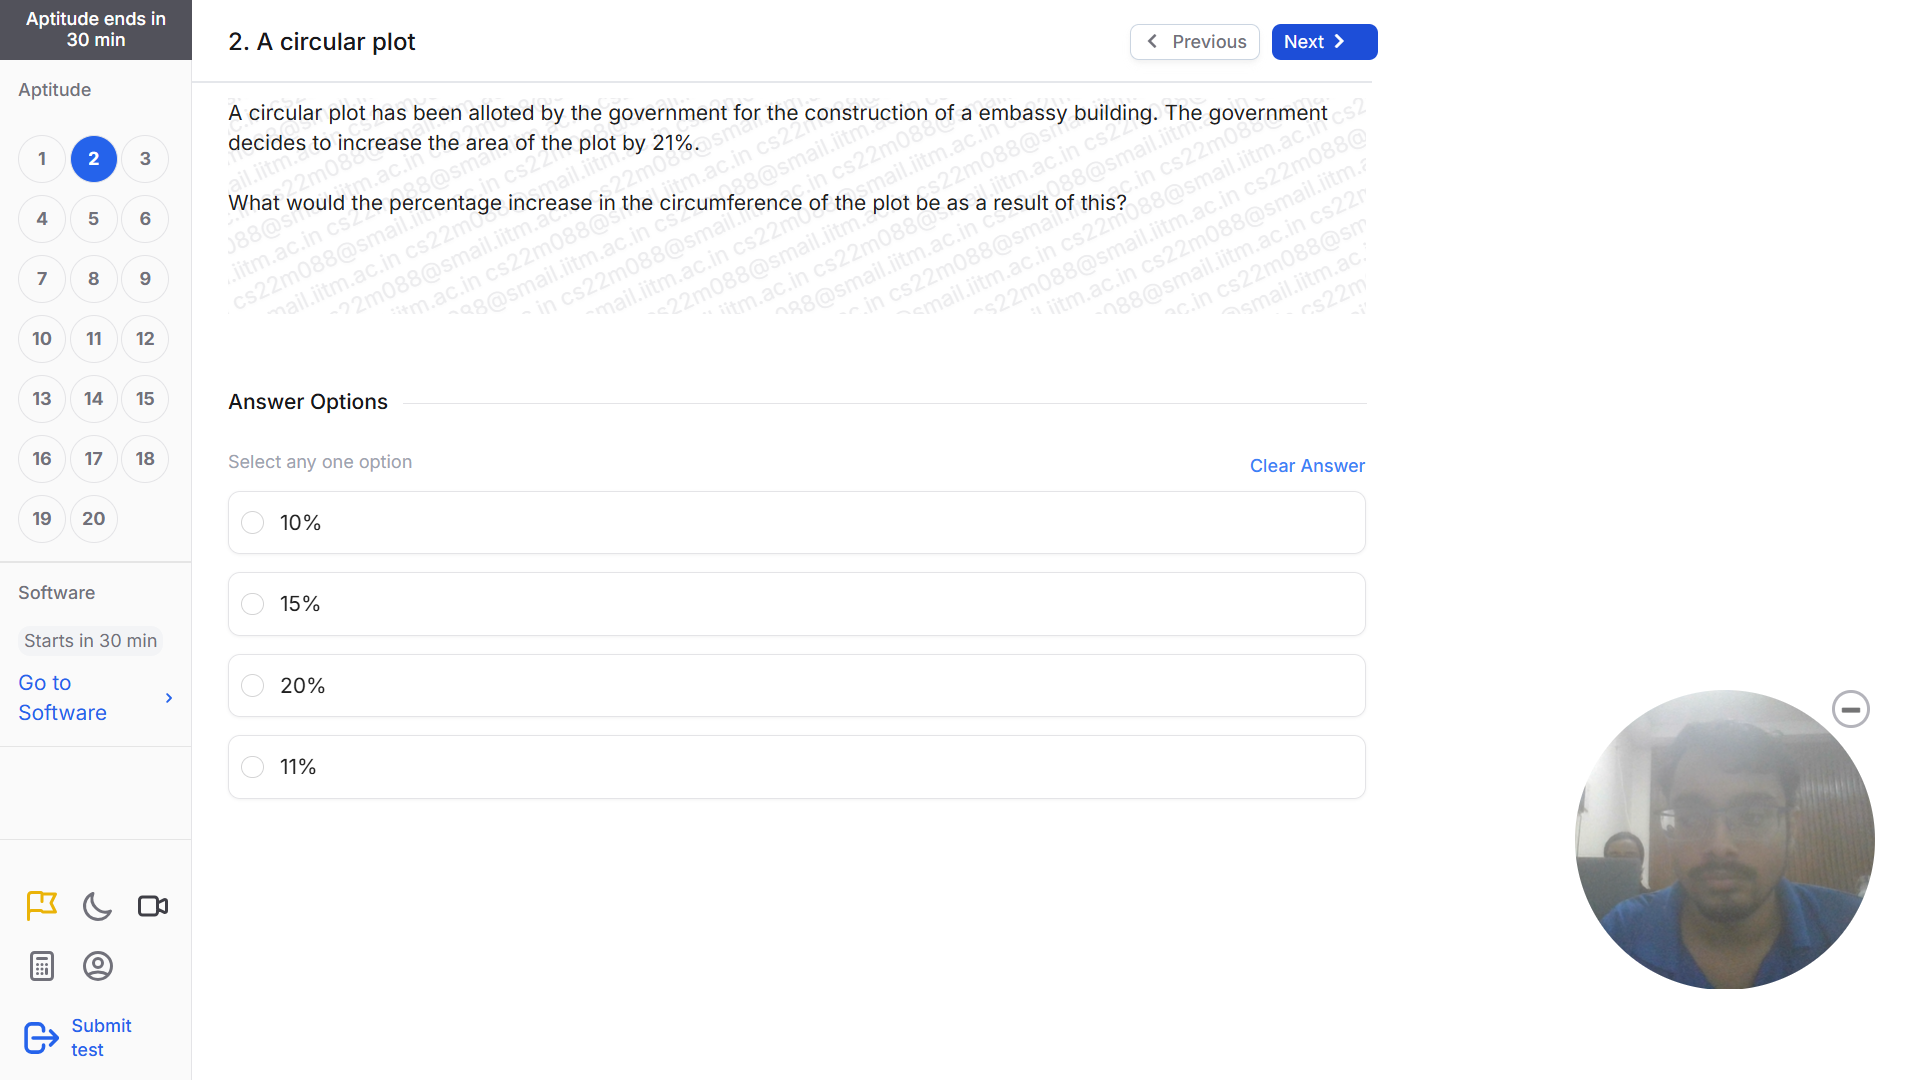 Aptitude ends in
30 min
Aptitude
1 2 3
4 5 6
7 8 9
10 11 12
13 14 15
16 17 18
19 20
Software
Starts in 30 min
Go to
Software
Submit
test
2. A circular plot
Previous
Next
A circular plot has been alloted by the government for the construction of a embassy building. The government
decides to increase the area of the plot by 21%.
What would the percentage increase in the circumference of the plot be as a result of this?
cs22m088@smail.iitm.ac.in
Answer Options
Select any one option
Clear Answer
10%
15%
20%
11%